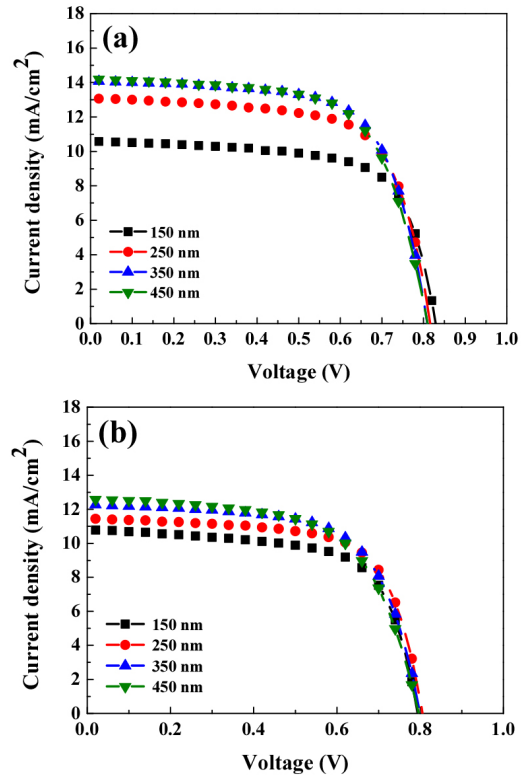 18
16
14
12
10
8
6
4
2
0
(a)
150 nm
250 nm
350 nm
450 nm
0.0 0.1 0.2 0.3 0.4 0.5 0.6 0.7 0.8 0.9 1.0
Current density (mA/cm²)
Voltage (V)
18
16
14
12
10
8
6
4
2
0
(b)
150 nm
250 nm
350 nm
450 nm
0.0 0.2 0.4 0.6 0.8 1.0
Current density (mA/cm²)
Voltage (V)